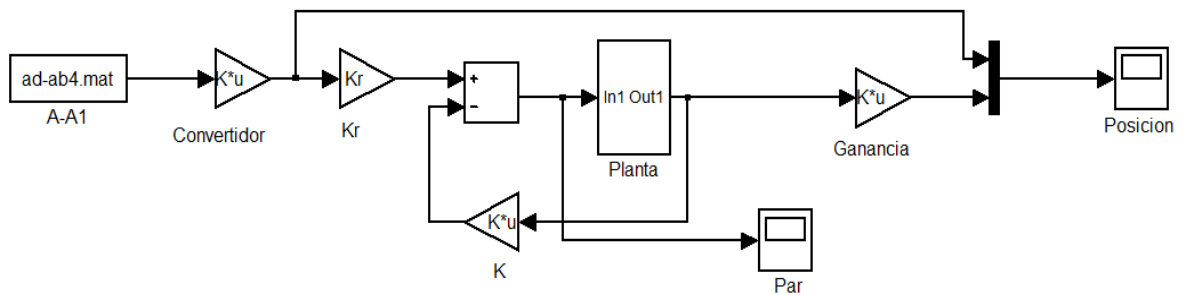 ad-ab4.mat
A-A1
K*u
Convertidor
Kr
Kr
+
−
In1 Out1
Planta
K*u
Ganancia
Posicion
K*u
K
Par